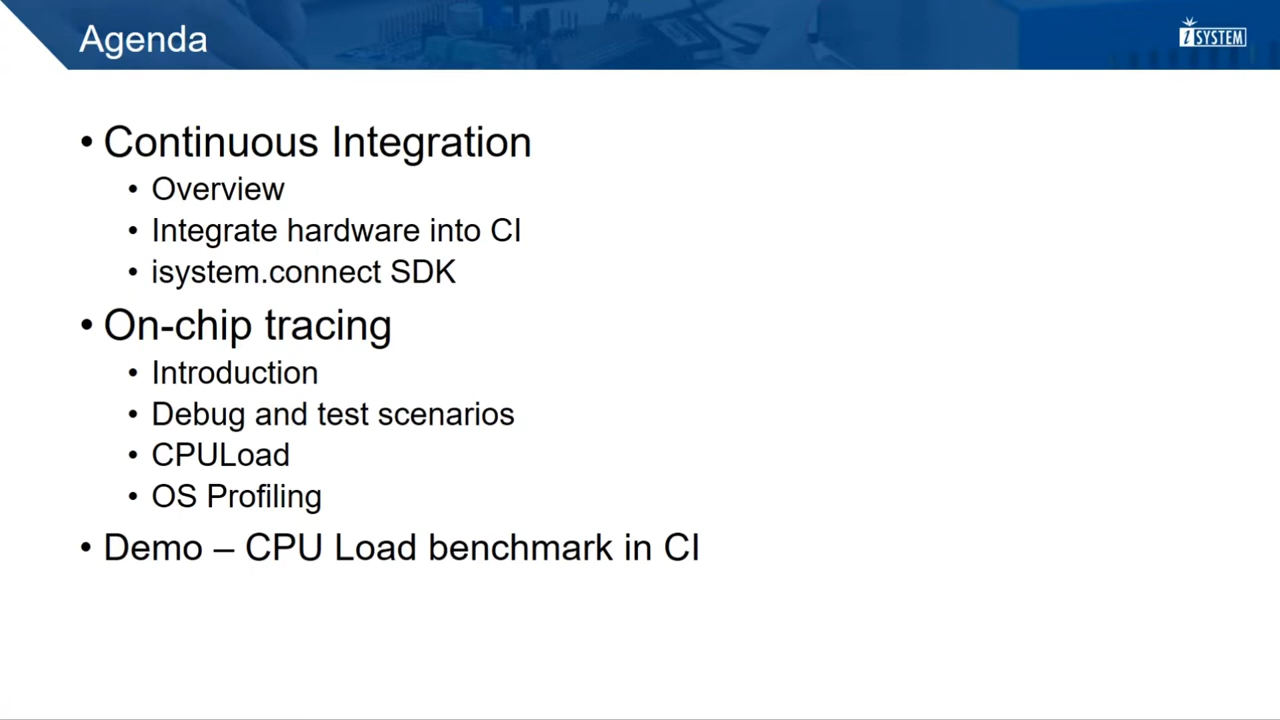 Agenda
iSYSTEM
• Continuous Integration
• Overview
• Integrate hardware into CI
• isystem.connect SDK
• On-chip tracing
• Introduction
• Debug and test scenarios
• CPULoad
• OS Profiling
• Demo – CPU Load benchmark in CI